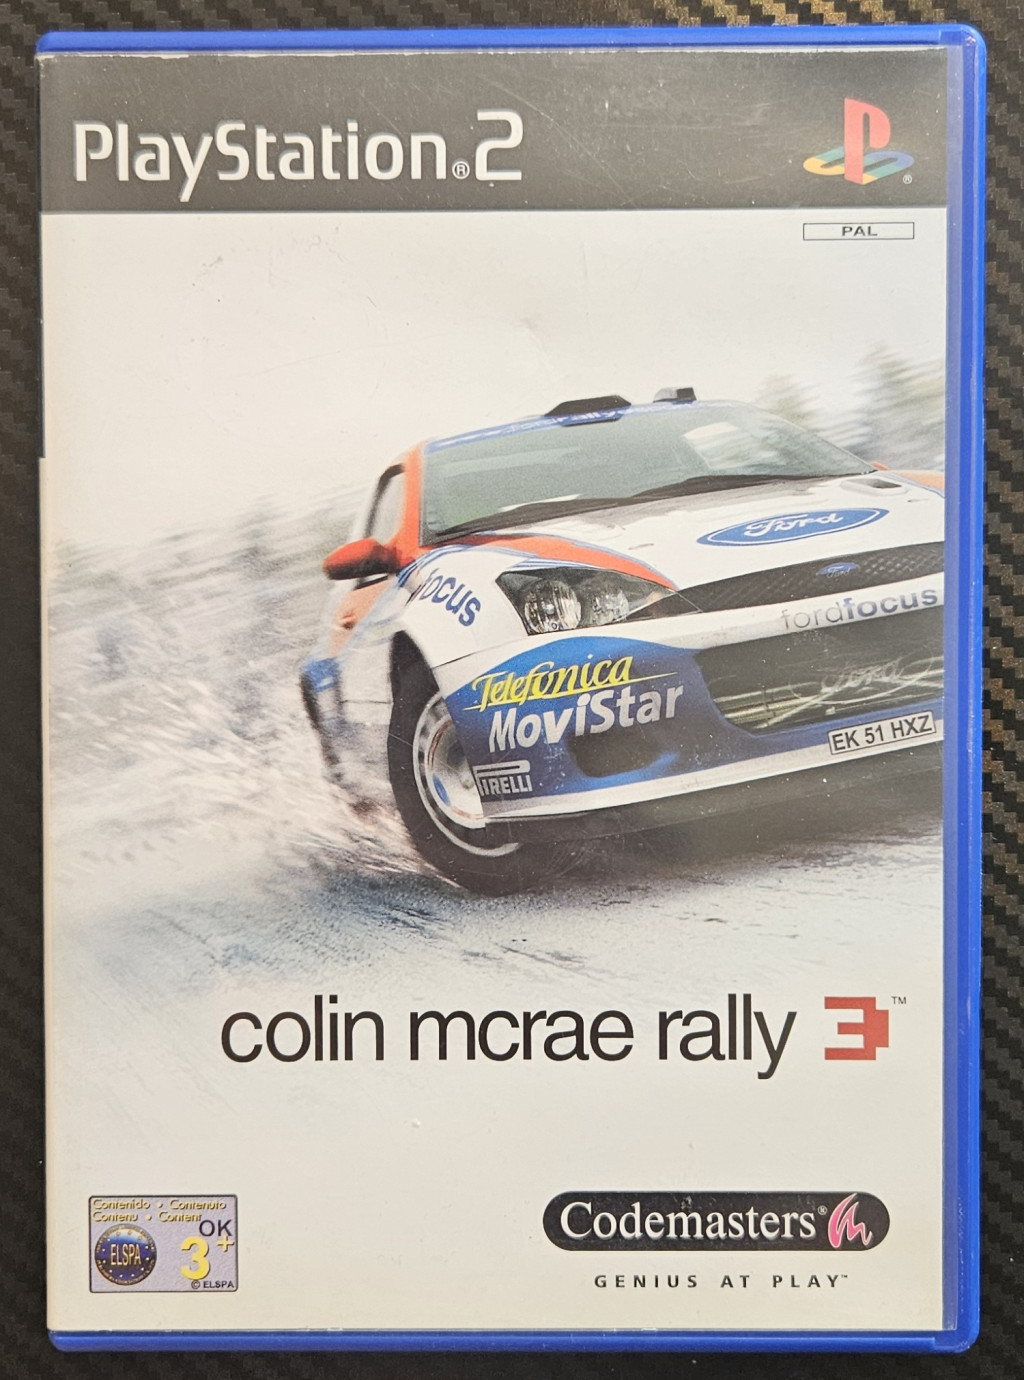 PlayStation®2
PAL
Ford
focus
fordfocus
Telefónica
MoviStar
PIRELLI
EK 51 HXZ
colin mcrae rally 3™
Contenido • Contenuto
Contenu • Content
OK
ELSPA
3+
© ELSPA
Codemasters®
GENIUS AT PLAY™